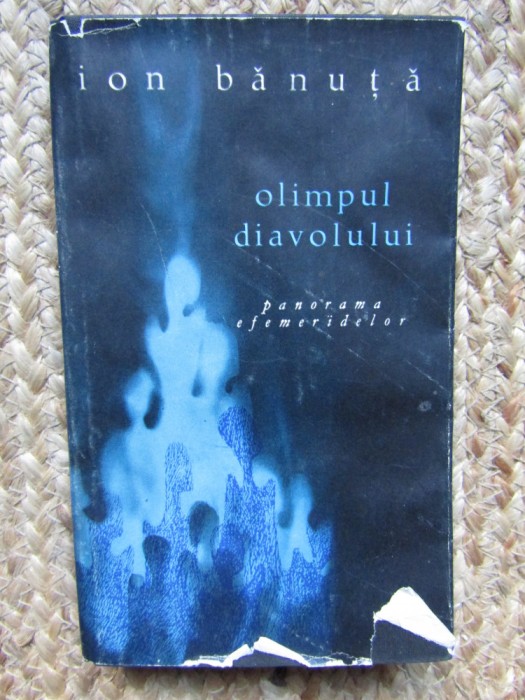 ion bănuță
olimpul
diavolului
panorama
efemeridelor